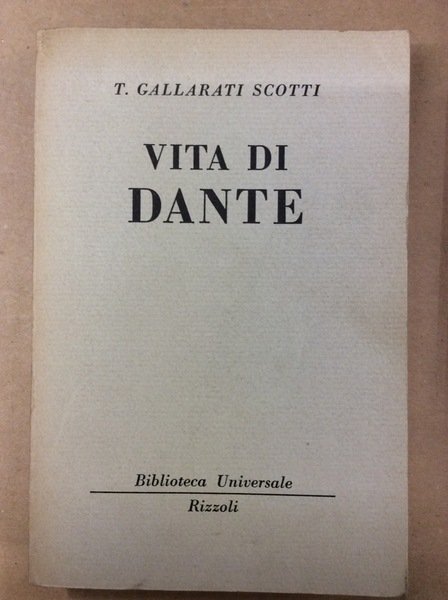 T. GALLARATI SCOTTI
VITA DI
DANTE
Biblioteca Universale
Rizzoli